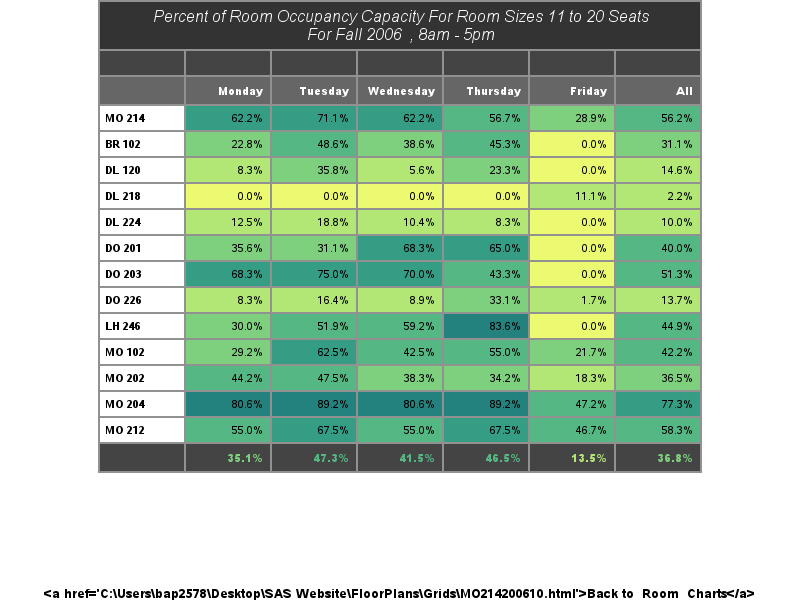 Percent of Room Occupancy Capacity For Room Sizes 11 to 20 Seats
For Fall 2006 , 8am - 5pm
Monday Tuesday Wednesday Thursday Friday All
MO 214 62.2% 71.1% 62.2% 56.7% 28.9% 56.2%
BR 102 22.8% 48.6% 38.6% 45.3% 0.0% 31.1%
DL 120 8.3% 35.8% 5.6% 23.3% 0.0% 14.6%
DL 218 0.0% 0.0% 0.0% 0.0% 11.1% 2.2%
DL 224 12.5% 18.8% 10.4% 8.3% 0.0% 10.0%
DO 201 35.6% 31.1% 68.3% 65.0% 0.0% 40.0%
DO 203 68.3% 75.0% 70.0% 43.3% 0.0% 51.3%
DO 226 8.3% 16.4% 8.9% 33.1% 1.7% 13.7%
LH 246 30.0% 51.9% 59.2% 83.6% 0.0% 44.9%
MO 102 29.2% 62.5% 42.5% 55.0% 21.7% 42.2%
MO 202 44.2% 47.5% 38.3% 34.2% 18.3% 36.5%
MO 204 80.6% 89.2% 80.6% 89.2% 47.2% 77.3%
MO 212 55.0% 67.5% 55.0% 67.5% 46.7% 58.3%
35.1% 47.3% 41.5% 46.5% 13.5% 36.8%
<a href='C:\Users\bap2578\Desktop\SAS Website\FloorPlans\Grids\MO214200610.html'>Back to Room Charts</a>